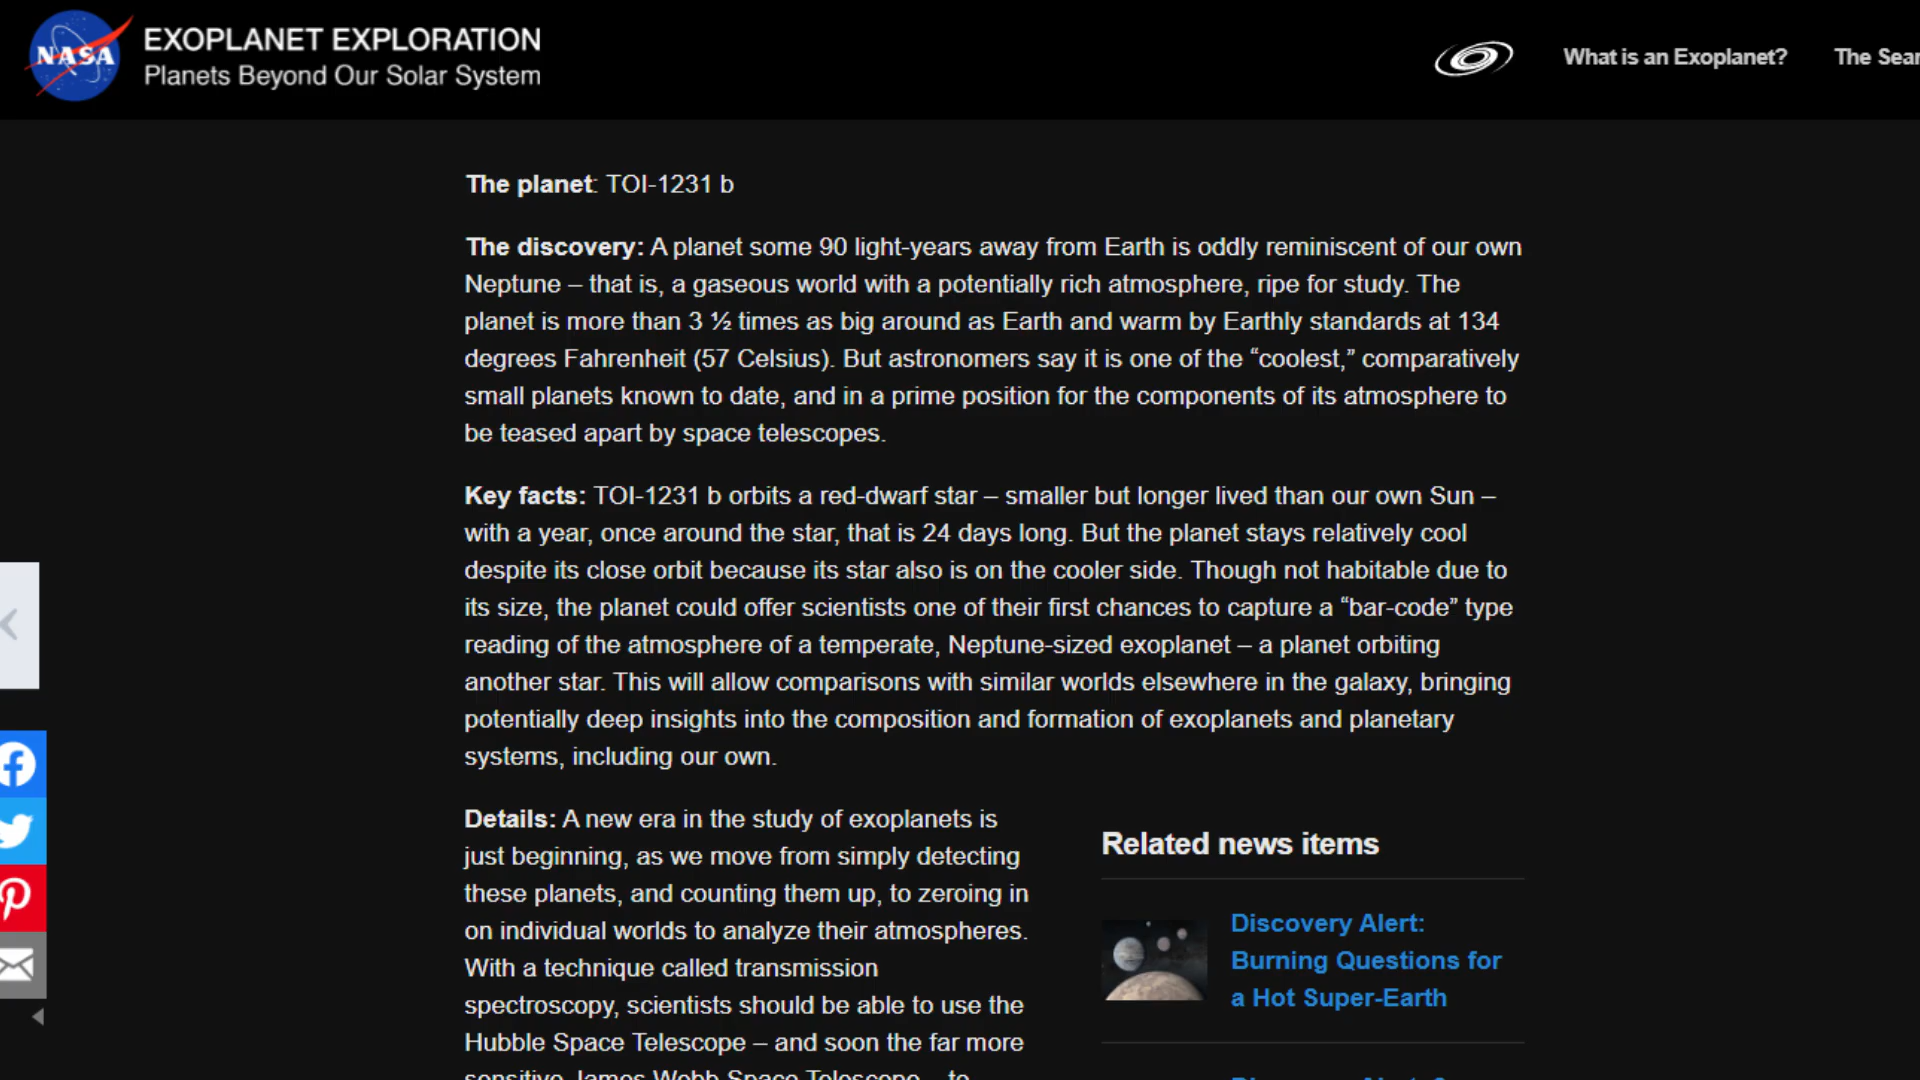 NASA
EXOPLANET EXPLORATION
Planets Beyond Our Solar System
What is an Exoplanet?
The Sear
The planet: TOI-1231 b
The discovery: A planet some 90 light-years away from Earth is oddly reminiscent of our own
Neptune – that is, a gaseous world with a potentially rich atmosphere, ripe for study. The
planet is more than 3 ½ times as big around as Earth and warm by Earthly standards at 134
degrees Fahrenheit (57 Celsius). But astronomers say it is one of the “coolest,” comparatively
small planets known to date, and in a prime position for the components of its atmosphere to
be teased apart by space telescopes.
Key facts: TOI-1231 b orbits a red-dwarf star – smaller but longer lived than our own Sun –
with a year, once around the star, that is 24 days long. But the planet stays relatively cool
despite its close orbit because its star also is on the cooler side. Though not habitable due to
its size, the planet could offer scientists one of their first chances to capture a “bar-code” type
reading of the atmosphere of a temperate, Neptune-sized exoplanet – a planet orbiting
another star. This will allow comparisons with similar worlds elsewhere in the galaxy, bringing
potentially deep insights into the composition and formation of exoplanets and planetary
systems, including our own.
Details: A new era in the study of exoplanets is
just beginning, as we move from simply detecting
these planets, and counting them up, to zeroing in
on individual worlds to analyze their atmospheres.
With a technique called transmission
spectroscopy, scientists should be able to use the
Hubble Space Telescope – and soon the far more
sensitive James Webb Space Telescope – to
Related news items
Discovery Alert:
Burning Questions for
a Hot Super-Earth